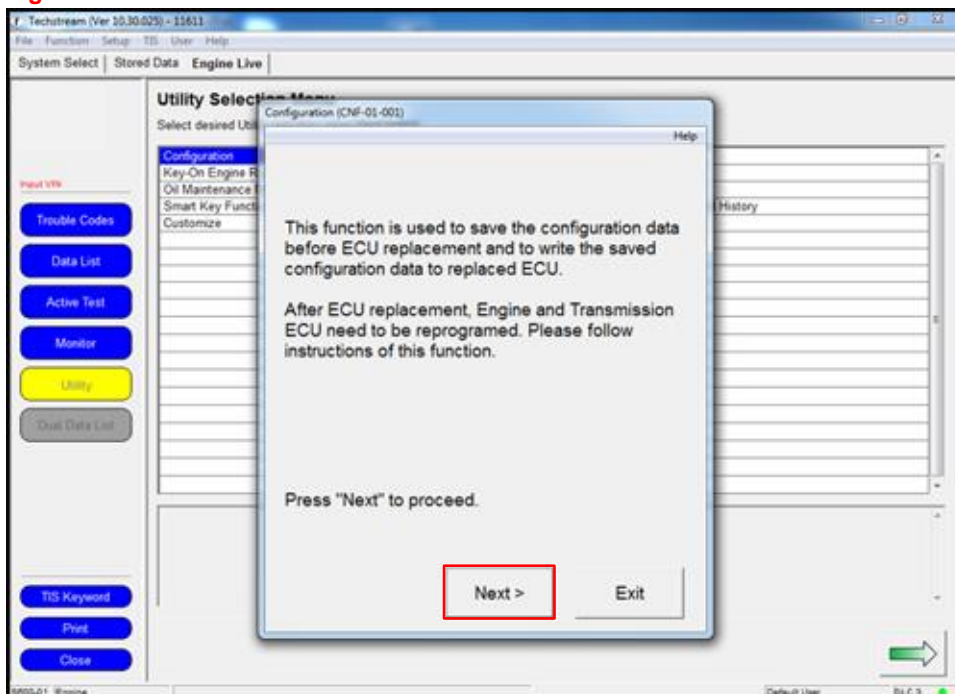 Techstream (Ver 10.30.025) - 11611
File Function Setup TIS User Help
System Select Stored Data Engine Live
Utility Selection Menu
Select desired
Configuration (CNF-01-001)
Help
Configuration
Key-On Engine
Oil Maintenance
Smart Key
History
Customize
Input VIN
Trouble Codes
Data List
Active Test
Monitor
Utility
Dual Data List
This function is used to save the configuration data
before ECU replacement and to write the saved
configuration data to replaced ECU.
After ECU replacement, Engine and Transmission
ECU need to be reprogramed. Please follow
instructions of this function.
Press "Next" to proceed.
Next >
Exit
TIS Keyword
Print
Close
Default User
DLC 3